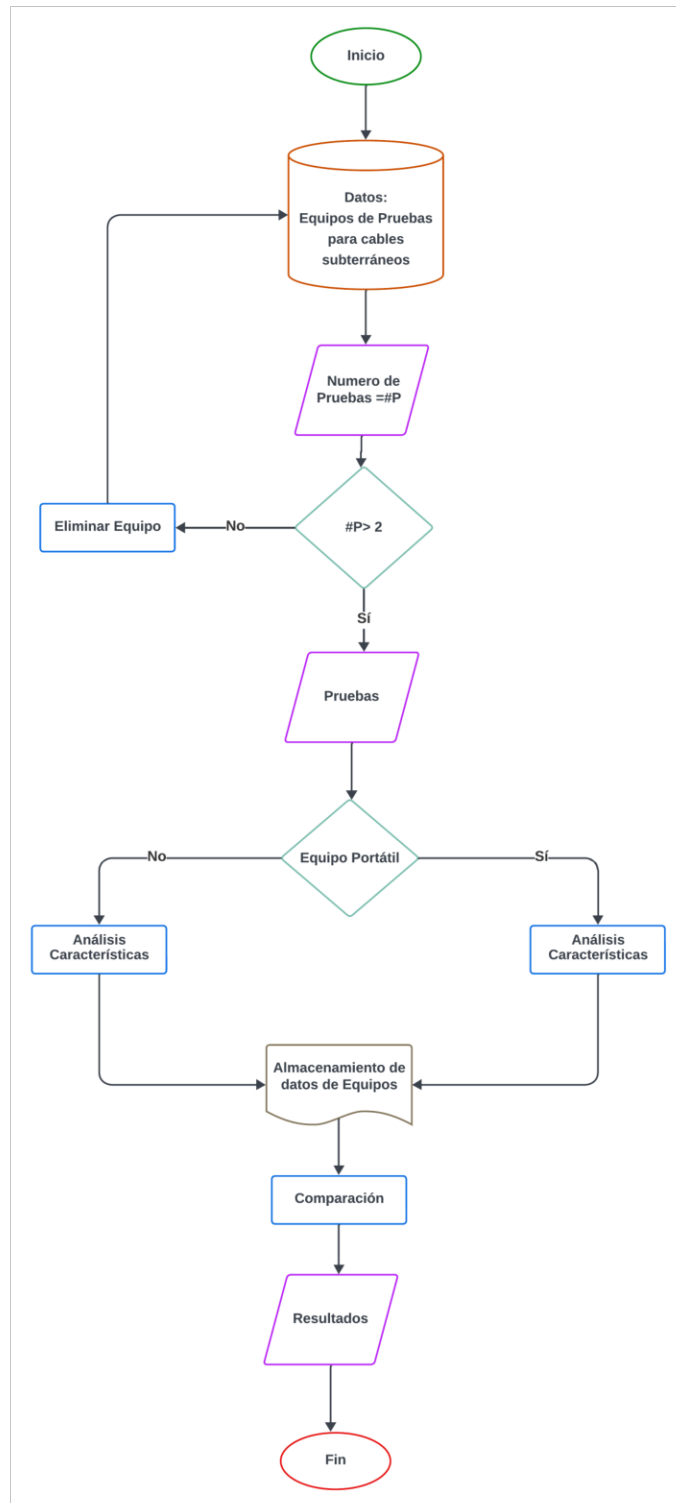 Inicio
Datos:
Equipos de Pruebas
para cables
subterráneos
Numero de
Pruebas =#P
#P> 2
No
Eliminar Equipo
Sí
Pruebas
Equipo Portátil
No
Sí
Análisis
Características
Análisis
Características
Almacenamiento de
datos de Equipos
Comparación
Resultados
Fin